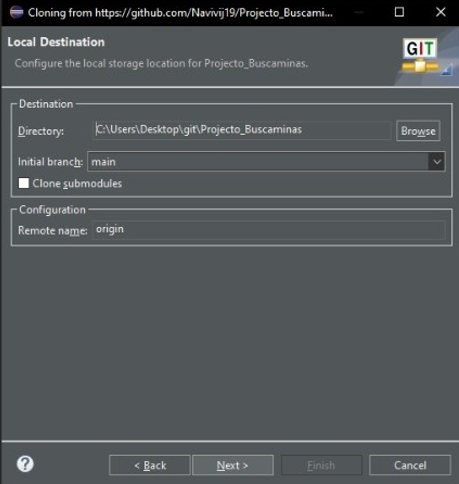 Cloning from https://github.com/Navivij19/Projecto_Buscami...
Local Destination
Configure the local storage location for Projecto_Buscaminas.
GIT
Destination
Directory: C:\Users\Desktop\git\Projecto_Buscaminas Browse
Initial branch: main
Clone submodules
Configuration
Remote name: origin
? < Back Next > Finish Cancel